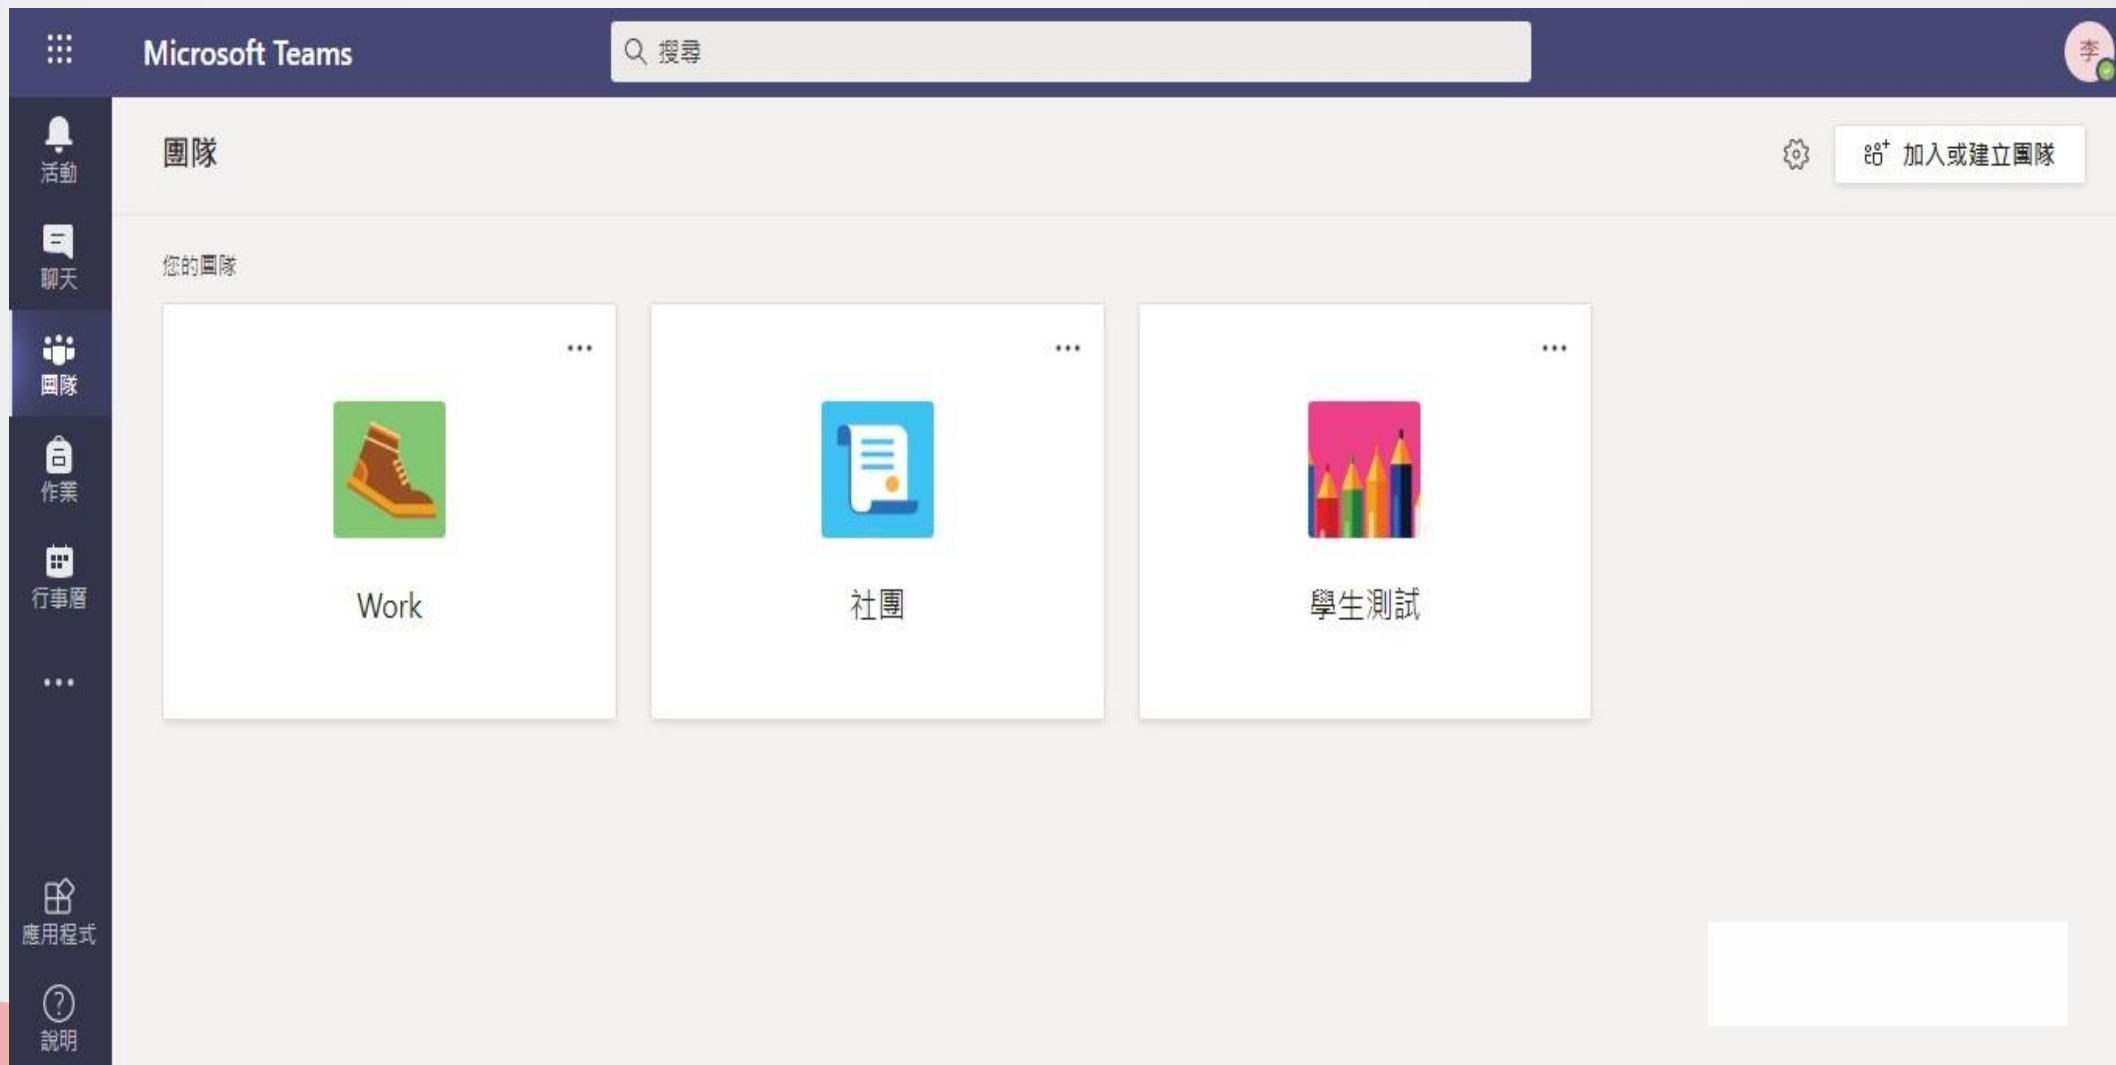 Microsoft Teams
搜尋
李
活動
聊天
團隊
作業
行事曆
應用程式
說明
團隊
加入或建立團隊
您的團隊
Work
社團
學生測試